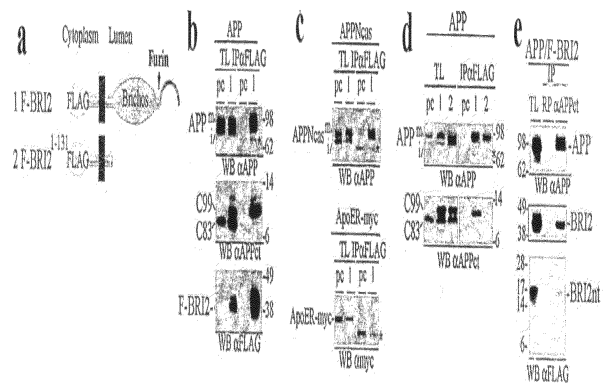 a
Cytoplasm Lumen
Furin
1 F-BRI2 FLAG Brichos
1-131
2 F-BRI2 FLAG
b
APP
TL IPαFLAG
pc 1 pc 1
APP m i
-98
-62
WB αAPP
-14
C99
C83
-6
WB αAPPct
-49
F-BRI2
-38
WB αFLAG
c
APPNcas
TL IPαFLAG
pc 1 pc 1
APPNcas m i
WB αAPP
ApoER-myc
TL IPαFLAG
pc 1 pc 1
ApoER-myc
WB αmyc
d
APP
TL IPαFLAG
pc 1 2 pc 1 2
APP m i
-98
-62
WB αAPP
-14
C99
C83
-6
WB αAPPct
e
APP/F-BRI2
IP
TL RP αAPPct
98-
-APP
62-
WB αAPP
49-
-BRI2
38-
28-
17-
-BRI2nt
14-
6-
WB αFLAG